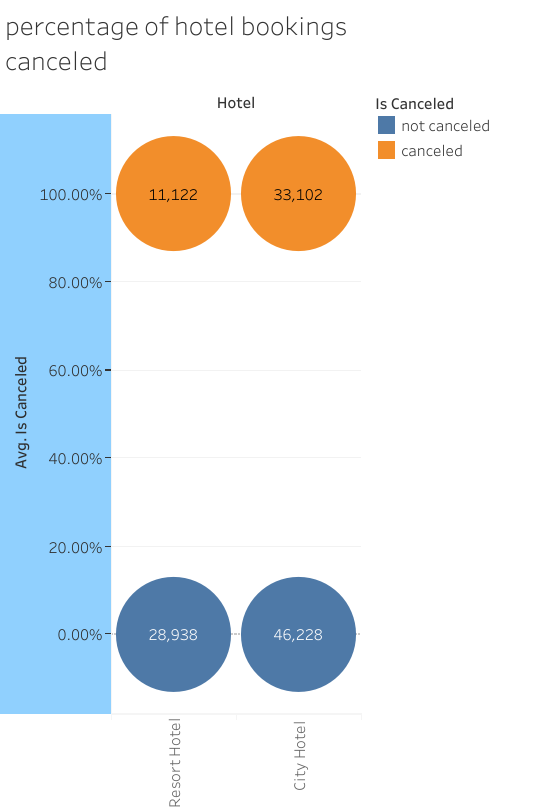 percentage of hotel bookings
canceled
Hotel
Is Canceled
not canceled
canceled
100.00%
11,122
33,102
80.00%
60.00%
Avg. Is Canceled
40.00%
20.00%
0.00%
28,938
46,228
Resort Hotel
City Hotel